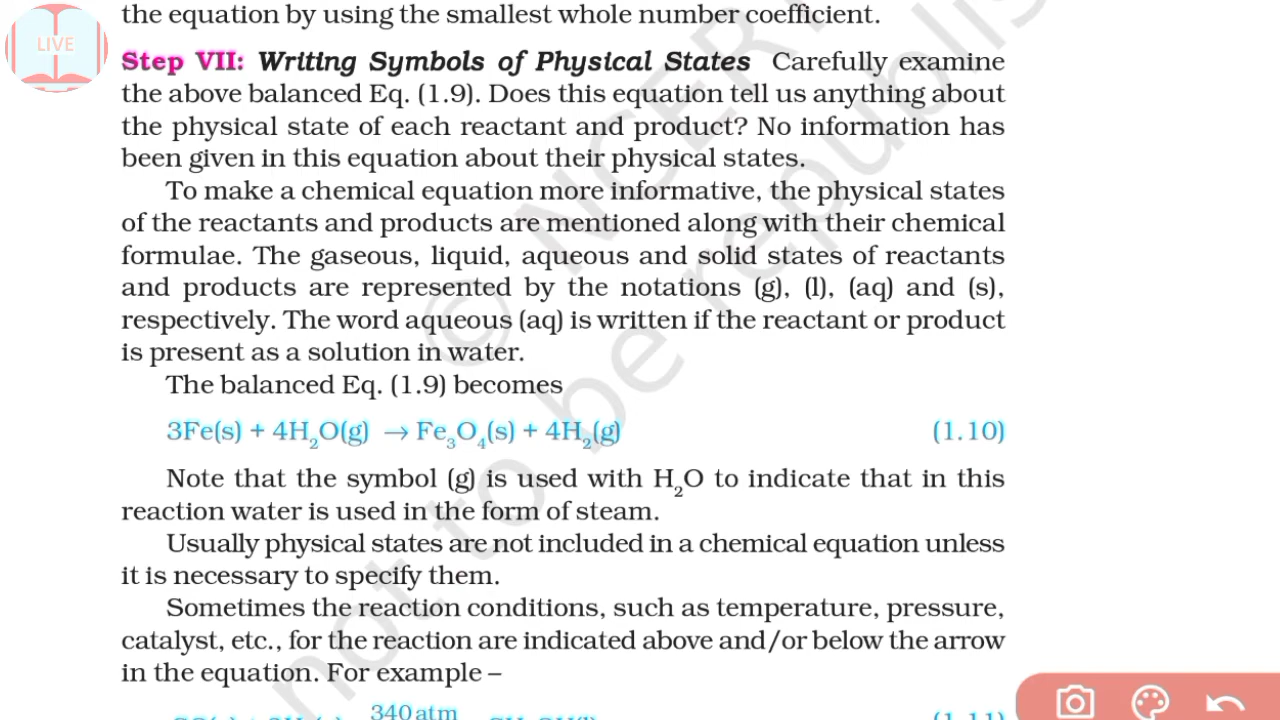 LIVE
the equation by using the smallest whole number coefficient.
Step VII: Writing Symbols of Physical States Carefully examine
the above balanced Eq. (1.9). Does this equation tell us anything about
the physical state of each reactant and product? No information has
been given in this equation about their physical states.
To make a chemical equation more informative, the physical states
of the reactants and products are mentioned along with their chemical
formulae. The gaseous, liquid, aqueous and solid states of reactants
and products are represented by the notations (g), (l), (aq) and (s),
respectively. The word aqueous (aq) is written if the reactant or product
is present as a solution in water.
The balanced Eq. (1.9) becomes
3Fe(s) + 4H₂O(g) → Fe₃O₄(s) + 4H₂(g) (1.10)
Note that the symbol (g) is used with H₂O to indicate that in this
reaction water is used in the form of steam.
Usually physical states are not included in a chemical equation unless
it is necessary to specify them.
Sometimes the reaction conditions, such as temperature, pressure,
catalyst, etc., for the reaction are indicated above and/or below the arrow
in the equation. For example –
340 atm
© NCER
not to be republis